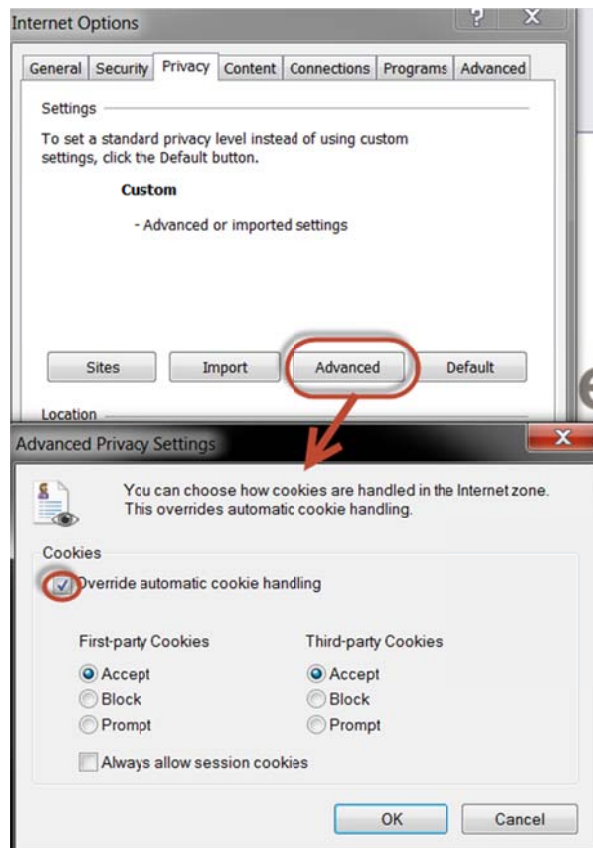 Internet Options
? X
General Security Privacy Content Connections Programs Advanced
Settings
To set a standard privacy level instead of using custom
settings, click the Default button.
Custom
- Advanced or imported settings
Sites Import Advanced Default
Location
Advanced Privacy Settings
X
You can choose how cookies are handled in the Internet zone.
This overrides automatic cookie handling.
Cookies
Override automatic cookie handling
First-party Cookies Third-party Cookies
Accept Accept
Block Block
Prompt Prompt
Always allow session cookies
OK Cancel